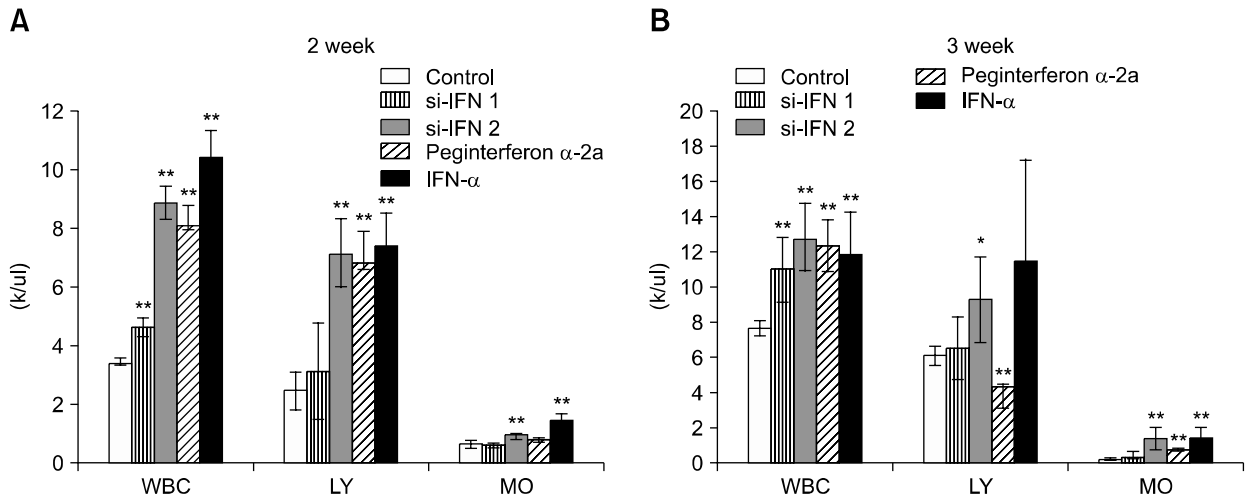 A
2 week
Control
si-IFN 1
si-IFN 2
Peginterferon α-2a
IFN-α
12
10
8
6
4
2
0
(k/ul)
**
**
**
**
**
**
**
**
**
WBC
LY
MO
B
3 week
Control
si-IFN 1
si-IFN 2
Peginterferon α-2a
IFN-α
20
18
16
14
12
10
8
6
4
2
0
(k/ul)
**
**
**
**
*
**
**
**
**
WBC
LY
MO